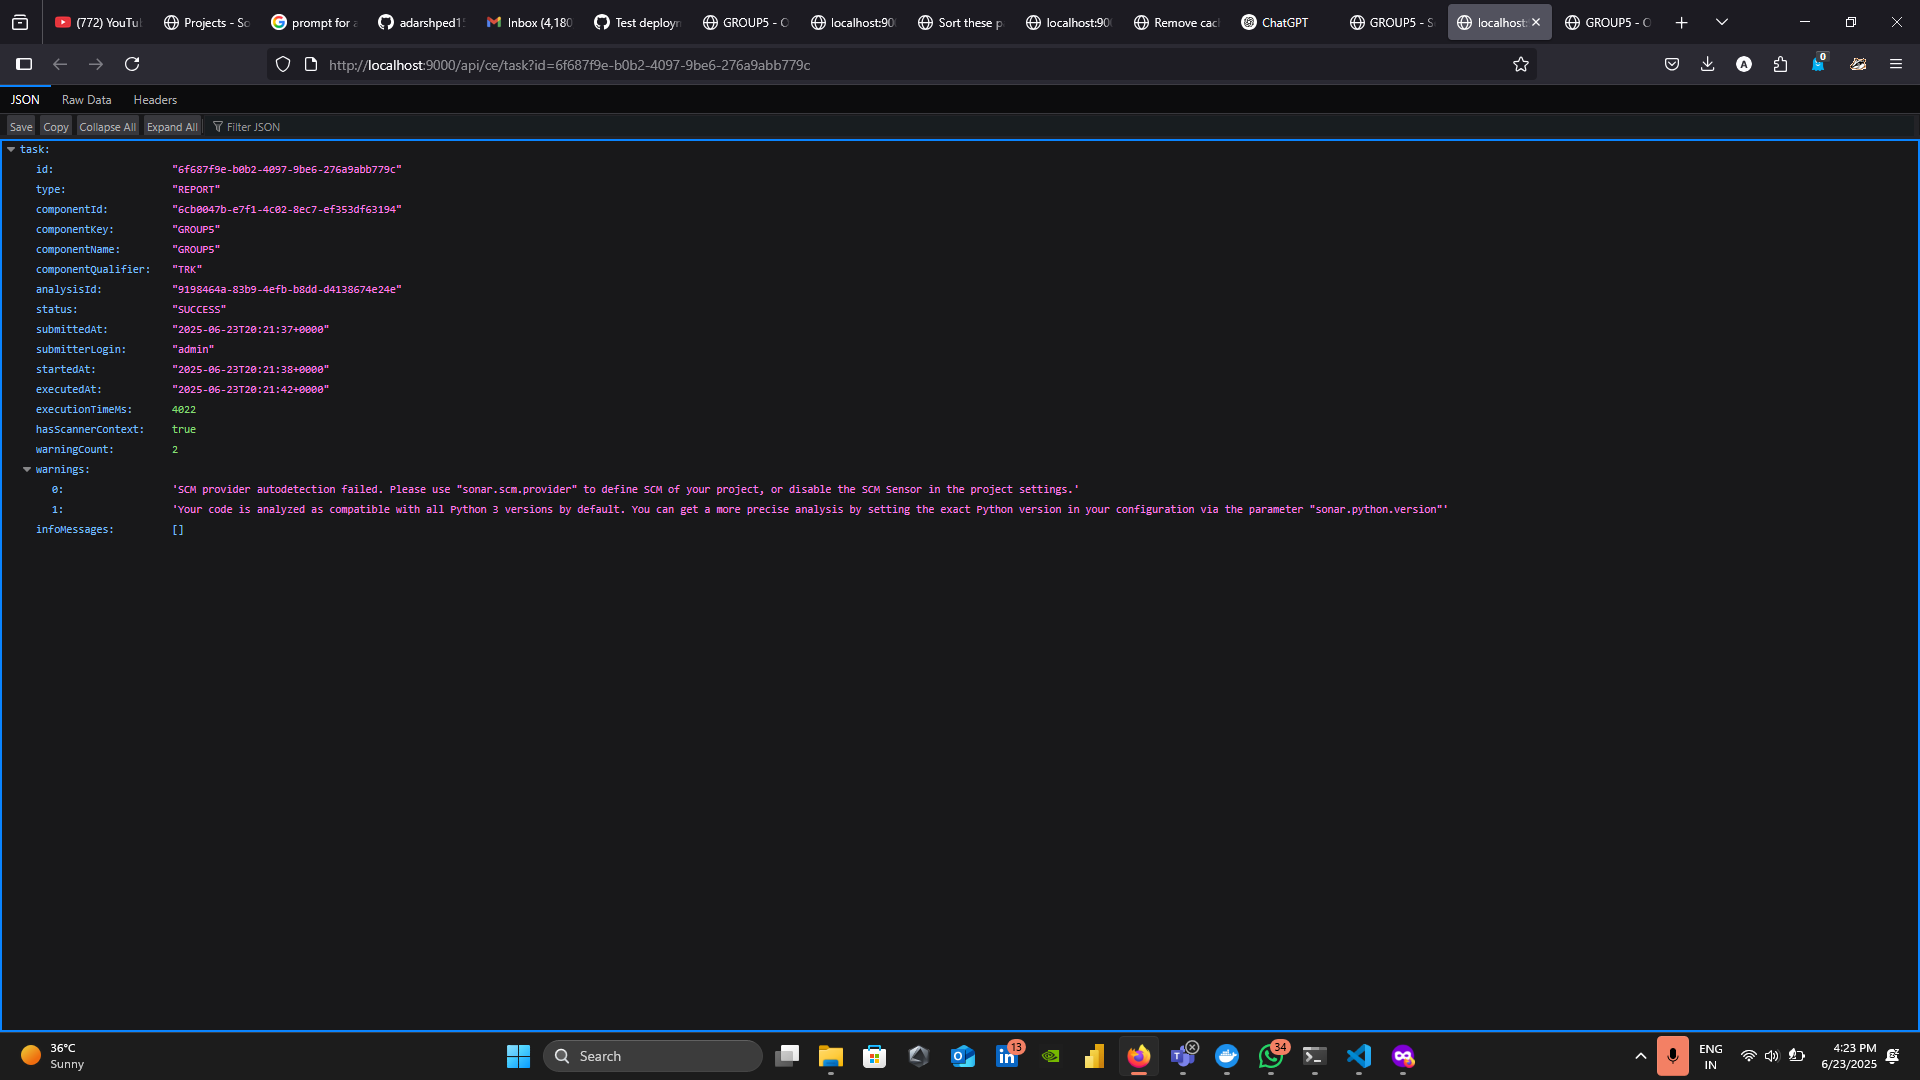 (772) YouTu
Projects - So
prompt for a
adarshped15
Inbox (4,180
Test deploym
GROUP5 - O
localhost:90
Sort these p
localhost:90
Remove cac
ChatGPT
GROUP5 - S
localhost:
GROUP5 - O
http://localhost:9000/api/ce/task?id=6f687f9e-b0b2-4097-9be6-276a9abb779c
A
0
JSON Raw Data Headers
Save Copy Collapse All Expand All Filter JSON
task:
id: "6f687f9e-b0b2-4097-9be6-276a9abb779c"
type: "REPORT"
componentId: "6cb0047b-e7f1-4c02-8ec7-ef353df63194"
componentKey: "GROUP5"
componentName: "GROUP5"
componentQualifier: "TRK"
analysisId: "9198464a-83b9-4efb-b8dd-d4138674e24e"
status: "SUCCESS"
submittedAt: "2025-06-23T20:21:37+0000"
submitterLogin: "admin"
startedAt: "2025-06-23T20:21:38+0000"
executedAt: "2025-06-23T20:21:42+0000"
executionTimeMs: 4022
hasScannerContext: true
warningCount: 2
warnings:
0: 'SCM provider autodetection failed. Please use "sonar.scm.provider" to define SCM of your project, or disable the SCM Sensor in the project settings.'
1: 'Your code is analyzed as compatible with all Python 3 versions by default. You can get a more precise analysis by setting the exact Python version in your configuration via the parameter "sonar.python.version"'
infoMessages: []
36°C
Sunny
Search
13
34
ENG
IN
4:23 PM
6/23/2025